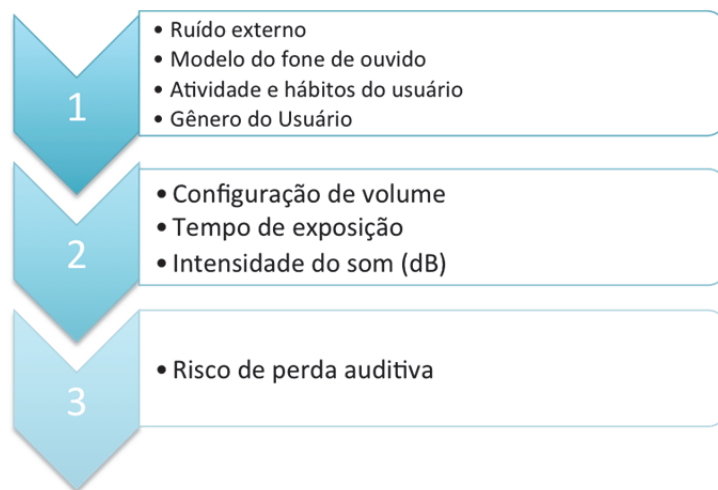 1
• Ruído externo
• Modelo do fone de ouvido
• Atividade e hábitos do usuário
• Gênero do Usuário
2
• Configuração de volume
• Tempo de exposição
• Intensidade do som (dB)
3
• Risco de perda auditiva